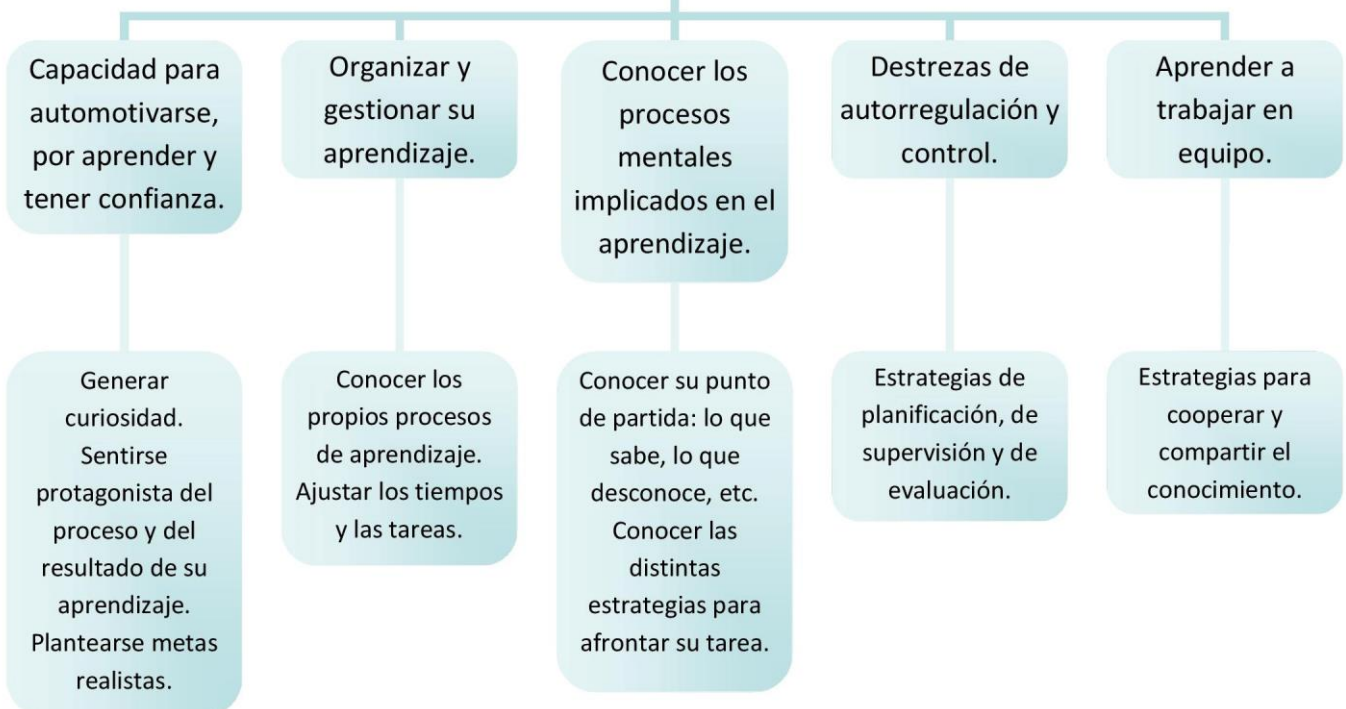 Capacidad para
automotivarse,
por aprender y
tener confianza.
Organizar y
gestionar su
aprendizaje.
Conocer los
procesos
mentales
implicados en el
aprendizaje.
Destrezas de
autorregulación y
control.
Aprender a
trabajar en
equipo.
Generar
curiosidad.
Sentirse
protagonista del
proceso y del
resultado de su
aprendizaje.
Plantearse metas
realistas.
Conocer los
propios procesos
de aprendizaje.
Ajustar los tiempos
y las tareas.
Conocer su punto
de partida: lo que
sabe, lo que
desconoce, etc.
Conocer las
distintas
estrategias para
afrontar su tarea.
Estrategias de
planificación, de
supervisión y de
evaluación.
Estrategias para
cooperar y
compartir el
conocimiento.